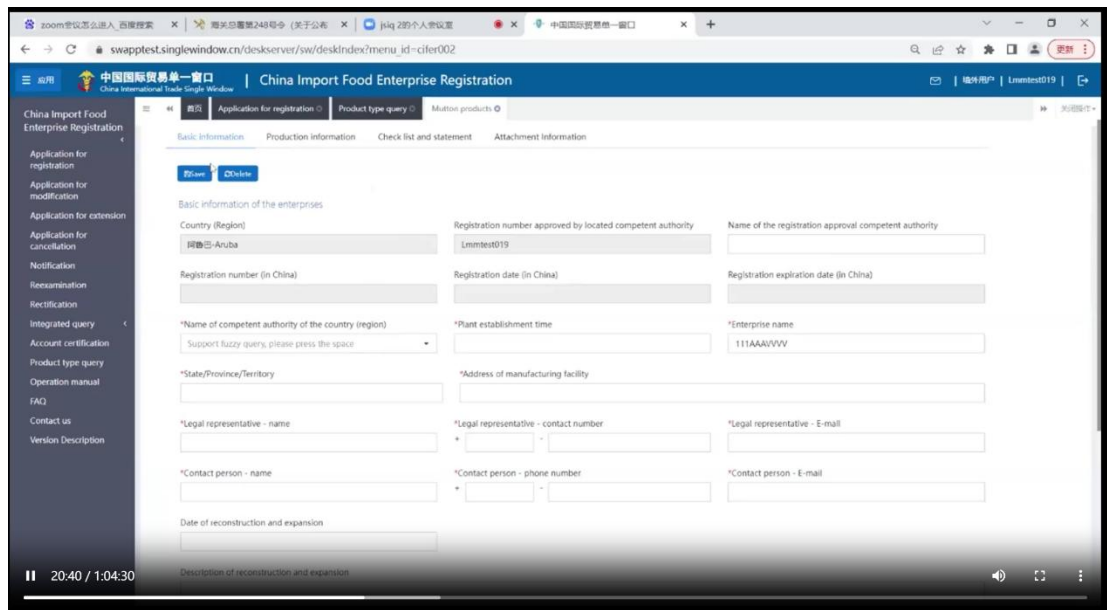 zoom会议怎么进入_百度搜索
海关总署第248号令（关于公布
jsiq 2的个人会议室
中国国际贸易单一窗口
swapptest.singlewindow.cn/deskserver/sw/deskIndex?menu_id=cifer002
更新
应用
中国国际贸易单一窗口
China International Trade Single Window
China Import Food Enterprise Registration
境外用户
Lmmtest019
China Import Food
Enterprise Registration
首页
Application for registration
Product type query
Mutton products
关闭操作
Application for
registration
Application for
modification
Application for extension
Application for
cancellation
Notification
Reexamination
Rectification
Integrated query
Account certification
Product type query
Operation manual
FAQ
Contact us
Version Description
Basic information
Production information
Check list and statement
Attachment information
Save
Delete
Basic information of the enterprises
Country (Region)
Registration number approved by located competent authority
Name of the registration approval competent authority
阿鲁巴-Aruba
Lmmtest019
Registration number (in China)
Registration date (in China)
Registration expiration date (in China)
*Name of competent authority of the country (region)
*Plant establishment time
*Enterprise name
Support fuzzy query, please press the space
111AAAVVVV
*State/Province/Territory
*Address of manufacturing facility
*Legal representative - name
*Legal representative - contact number
*Legal representative - E-mail
+ -
*Contact person - name
*Contact person - phone number
*Contact person - E-mail
+ -
Date of reconstruction and expansion
Description of reconstruction and expansion
20:40 / 1:04:30